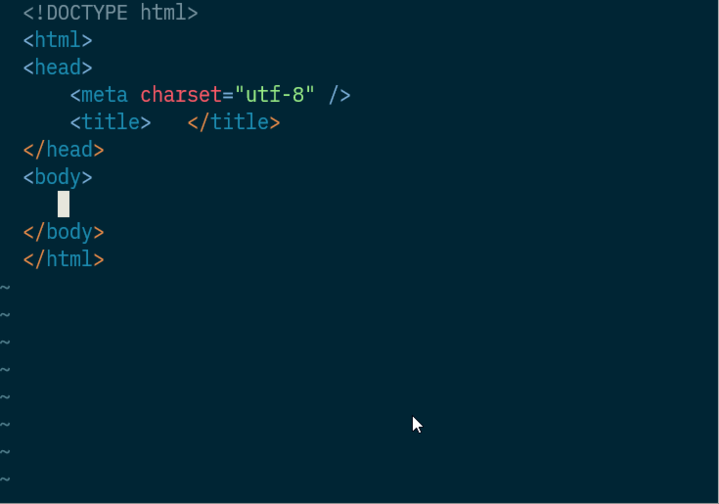 <!DOCTYPE html>
<html>
<head>
    <meta charset="utf-8" />
    <title>   </title>
</head>
<body>
</body>
</html>
~
~
~
~
~
~
~
~